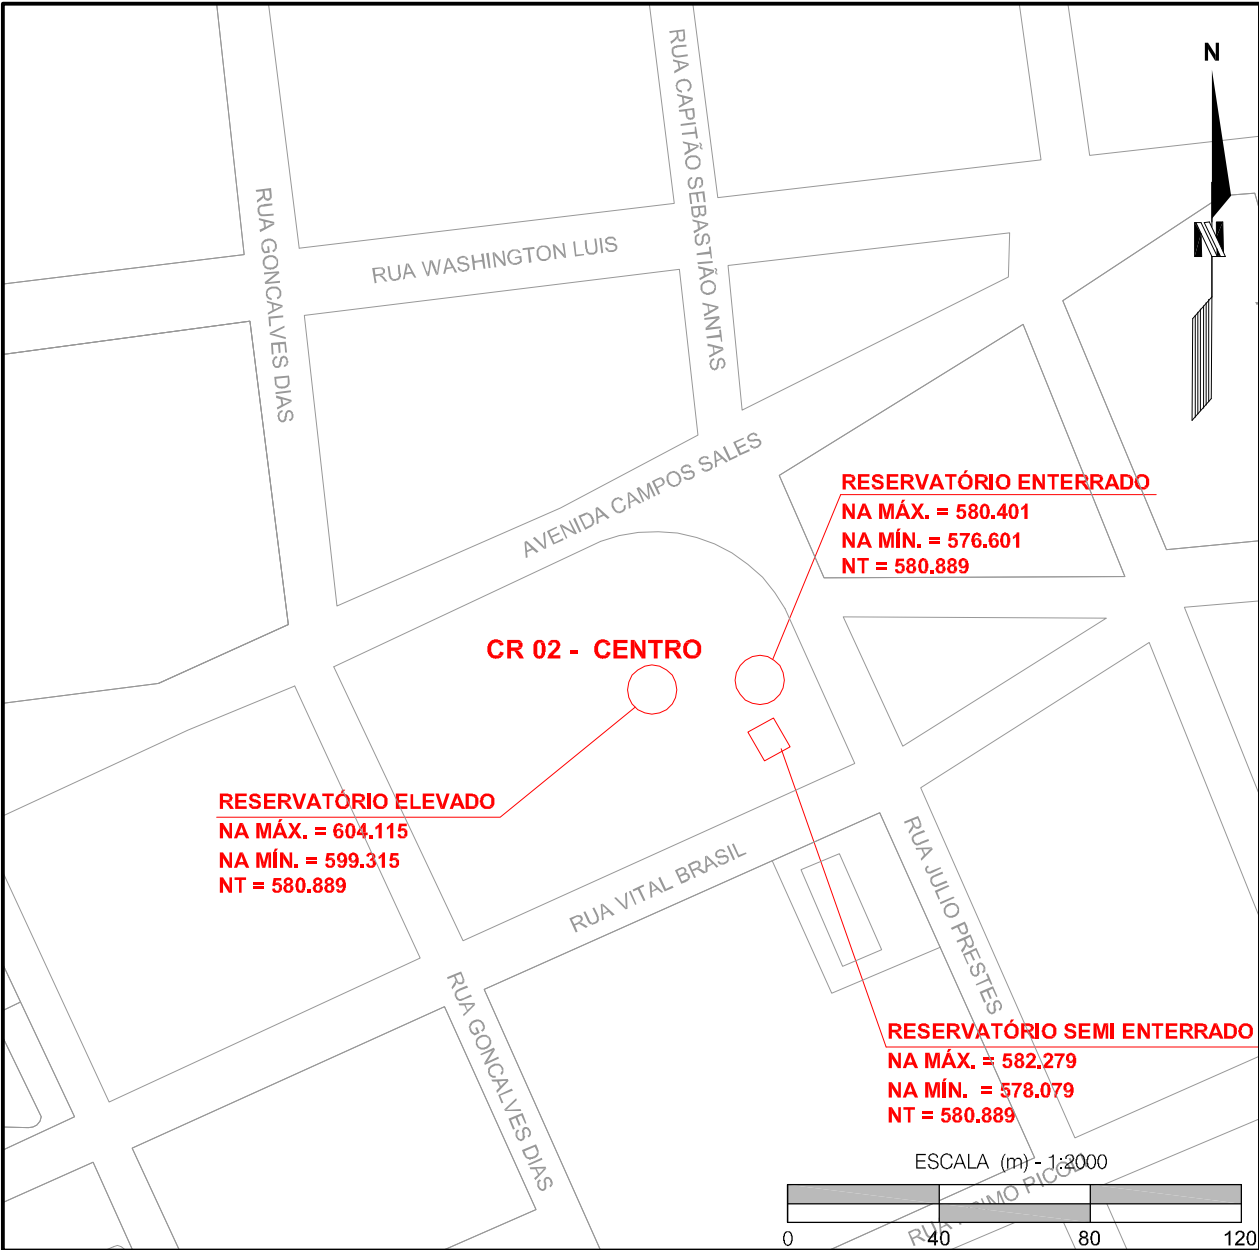 N
RUA CAPITÃO SEBASTIÃO ANTAS
RUA GONCALVES DIAS
RUA WASHINGTON LUIS
N
AVENIDA CAMPOS SALES
RESERVATÓRIO ENTERRADO
NA MÁX. = 580.401
NA MÍN. = 576.601
NT = 580.889
CR 02 - CENTRO
RESERVATÓRIO ELEVADO
NA MÁX. = 604.115
NA MÍN. = 599.315
NT = 580.889
RUA VITAL BRASIL
RUA JULIO PRESTES
RUA GONCALVES DIAS
RESERVATÓRIO SEMI ENTERRADO
NA MÁX. = 582.279
NA MÍN. = 578.079
NT = 580.889
ESCALA (m) - 1:2000
RUA
0 40 80 120